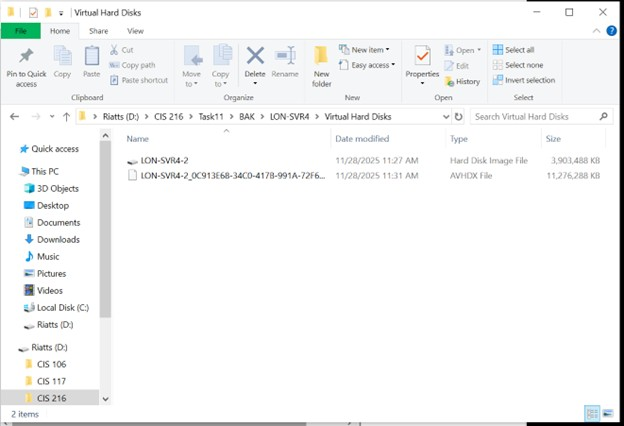 Virtual Hard Disks
File Home Share View
Pin to Quick access
Copy
Paste
Cut
Copy path
Paste shortcut
Clipboard
Move to
Copy to
Delete
Rename
Organize
New folder
New item
Easy access
New
Properties
Open
Edit
History
Open
Select all
Select none
Invert selection
Select
Riatts (D:) > CIS 216 > Task11 > BAK > LON-SVR4 > Virtual Hard Disks
Search Virtual Hard Disks
Name Date modified Type Size
LON-SVR4-2 11/28/2025 11:27 AM Hard Disk Image File 3,903,488 KB
LON-SVR4-2_0C913E68-34C0-417B-991A-72F6... 11/28/2025 11:31 AM AVHDX File 11,276,288 KB
Quick access
This PC
3D Objects
Desktop
Documents
Downloads
Music
Pictures
Videos
Local Disk (C:)
Riatts (D:)
Riatts (D:)
CIS 106
CIS 117
CIS 216
2 items